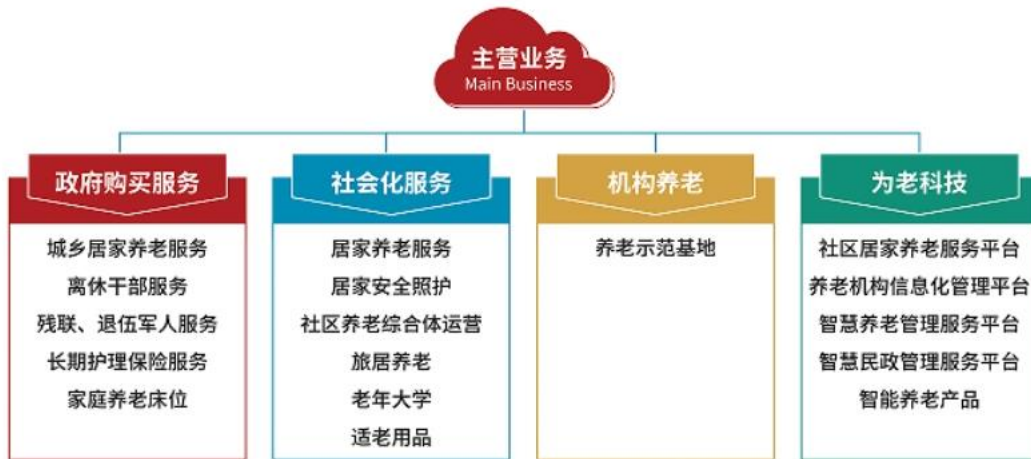 主营业务
Main Business
政府购买服务
城乡居家养老服务
离休干部服务
残联、退伍军人服务
长期护理保险服务
家庭养老床位
社会化服务
居家养老服务
居家安全照护
社区养老综合体运营
旅居养老
老年大学
适老用品
机构养老
养老示范基地
为老科技
社区居家养老服务平台
养老机构信息化管理平台
智慧养老管理服务平台
智慧民政管理服务平台
智能养老产品